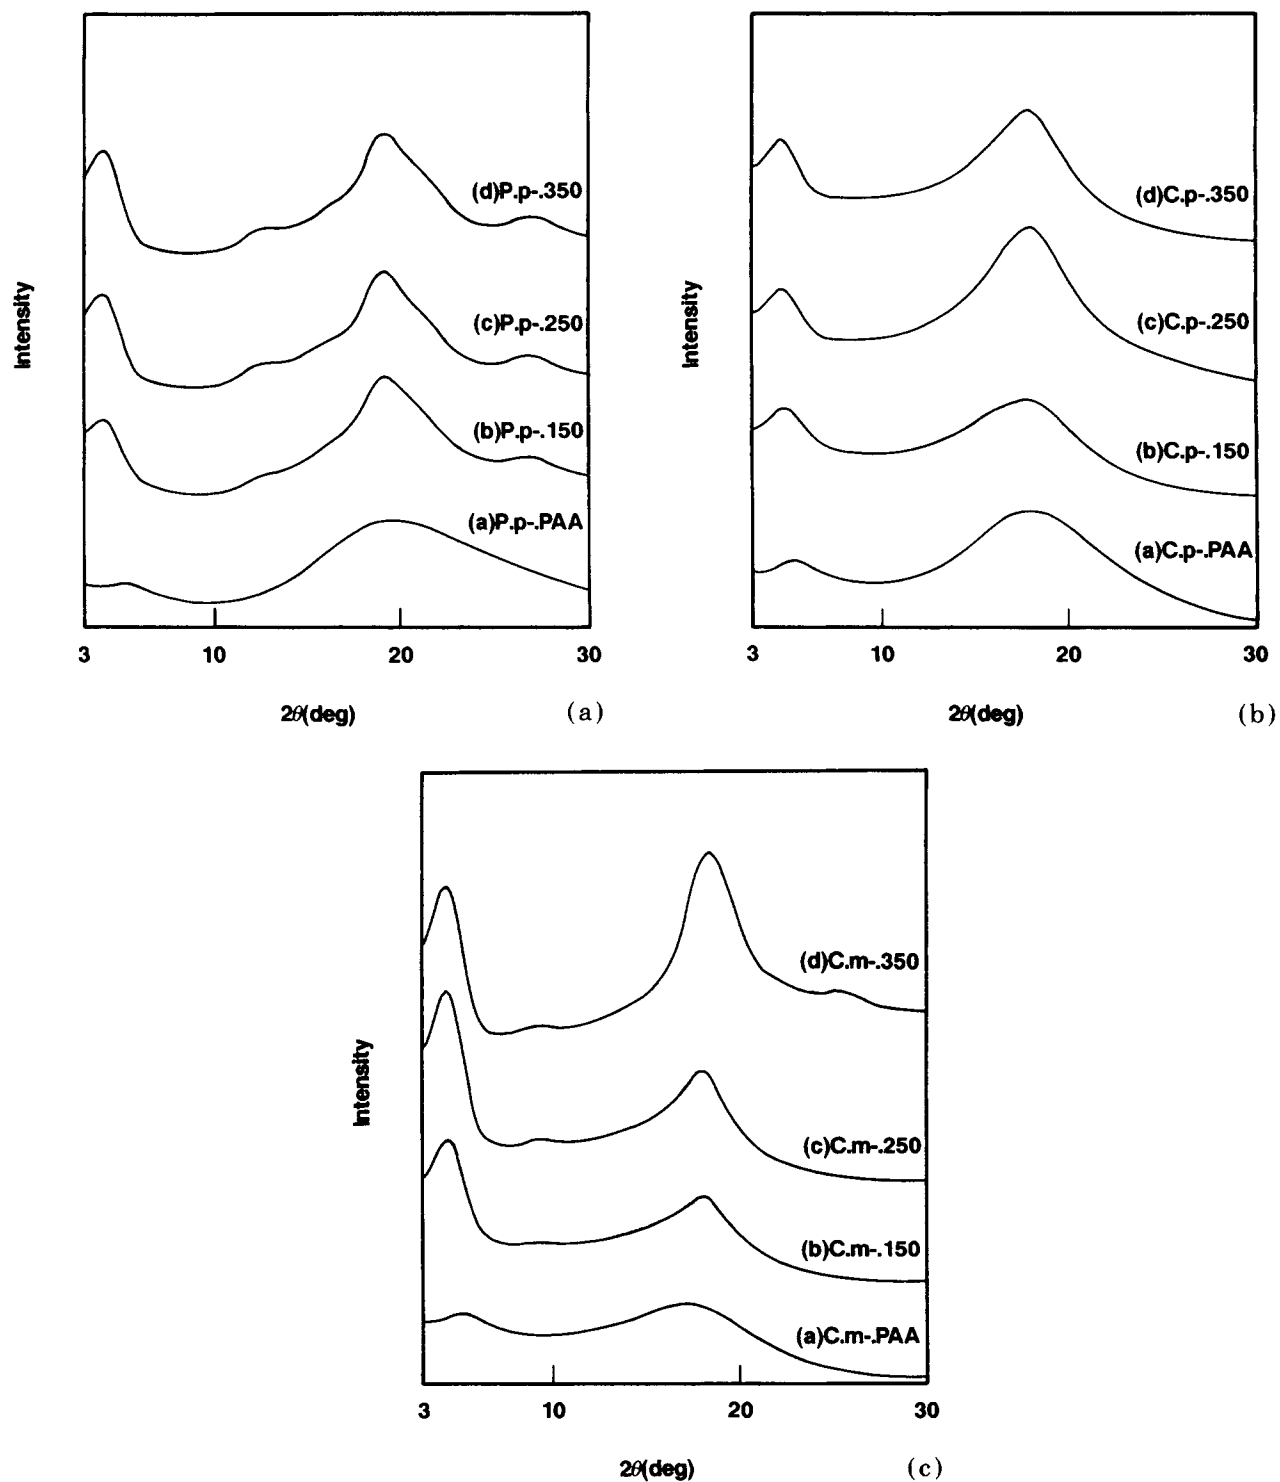 Intensity
(d)P.p-.350
(c)P.p-.250
(b)P.p-.150
(a)P.p-.PAA
3 10 20 30
2θ(deg) (a)
Intensity
(d)C.p-.350
(c)C.p-.250
(b)C.p-.150
(a)C.p-.PAA
3 10 20 30
2θ(deg) (b)
Intensity
(d)C.m-.350
(c)C.m-.250
(b)C.m-.150
(a)C.m-.PAA
3 10 20 30
2θ(deg) (c)